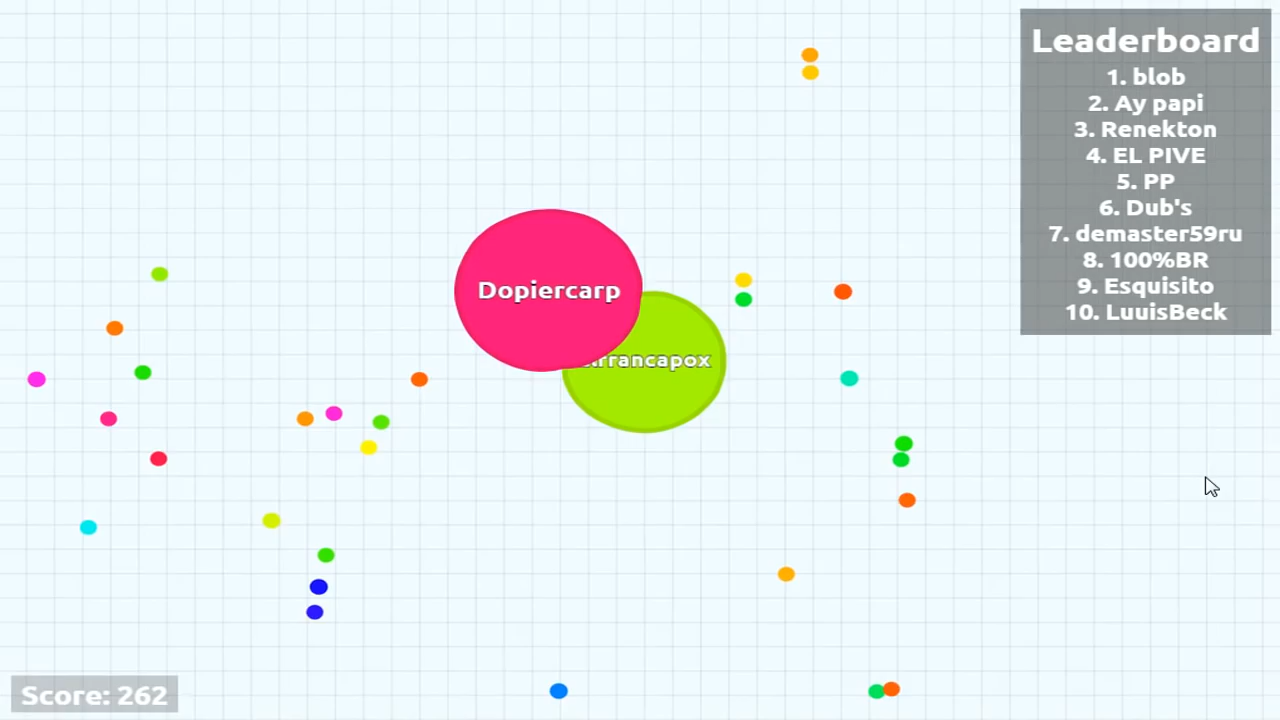 Leaderboard
1. blob
2. Ay papi
3. Renekton
4. EL PIVE
5. PP
6. Dub's
7. demaster59ru
8. 100%BR
9. Esquisito
10. LuuisBeck
Dopiercarp
Score: 262